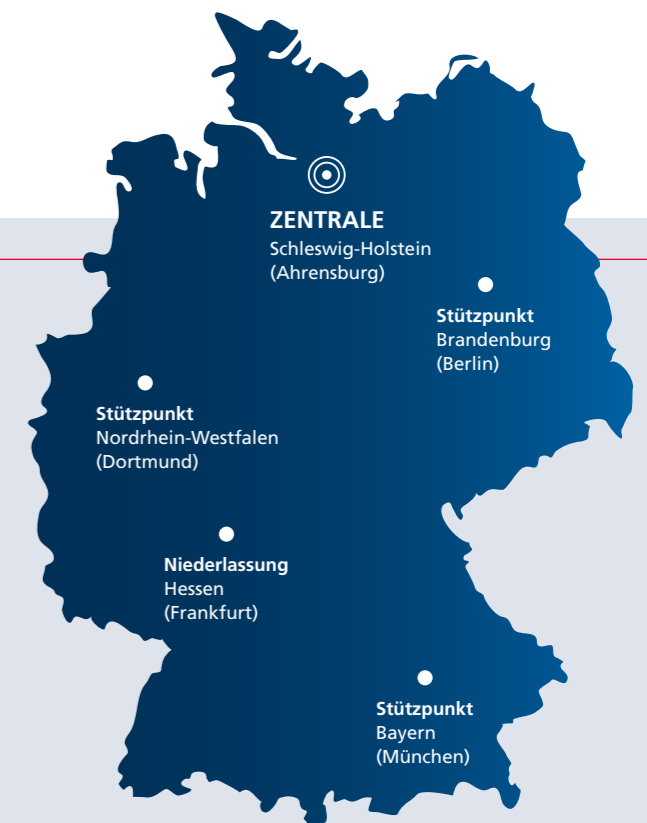 ZENTRALE
Schleswig-Holstein
(Ahrensburg)
Stützpunkt
Brandenburg
(Berlin)
Stützpunkt
Nordrhein-Westfalen
(Dortmund)
Niederlassung
Hessen
(Frankfurt)
Stützpunkt
Bayern
(München)